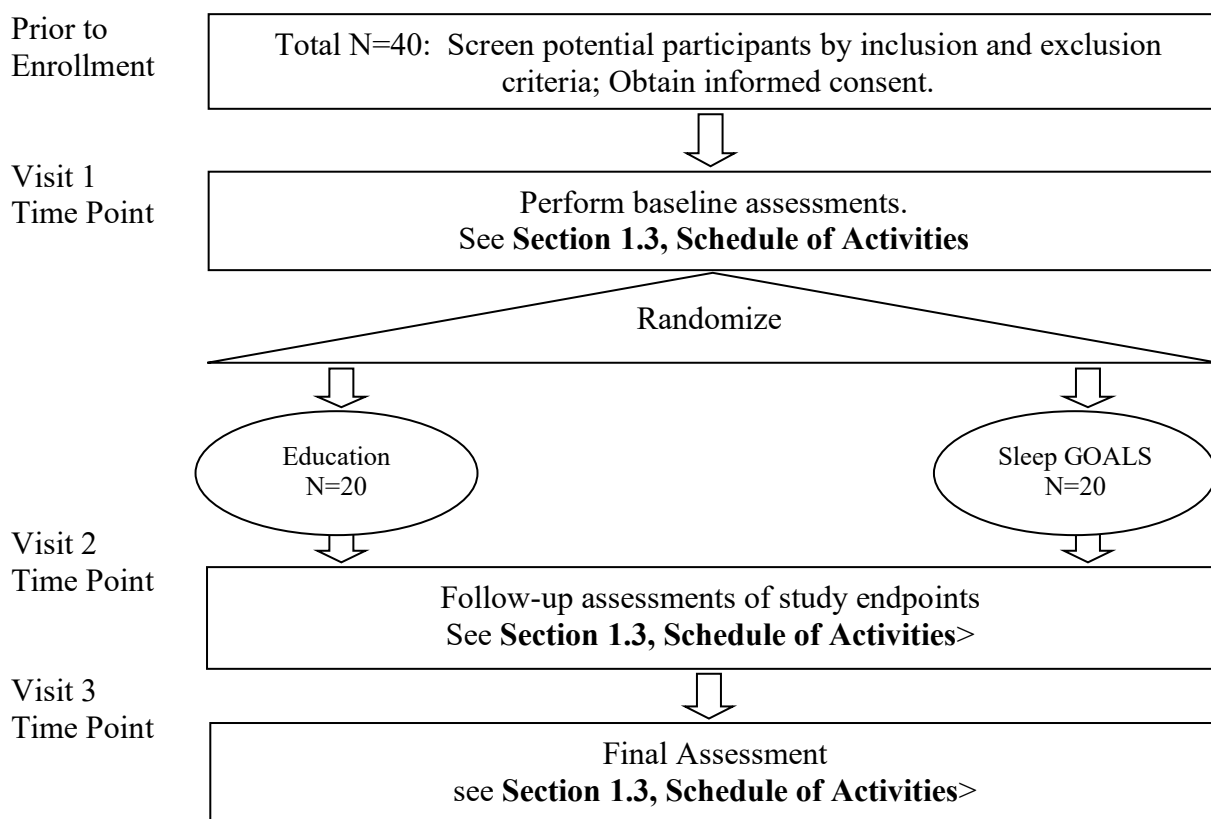 Prior to
Enrollment
Total N=40:  Screen potential participants by inclusion and exclusion
criteria; Obtain informed consent.
Visit 1
Time Point
Perform baseline assessments.
See Section 1.3, Schedule of Activities
Randomize
Education
N=20
Sleep GOALS
N=20
Visit 2
Time Point
Follow-up assessments of study endpoints
See Section 1.3, Schedule of Activities>
Visit 3
Time Point
Final Assessment
see Section 1.3, Schedule of Activities>